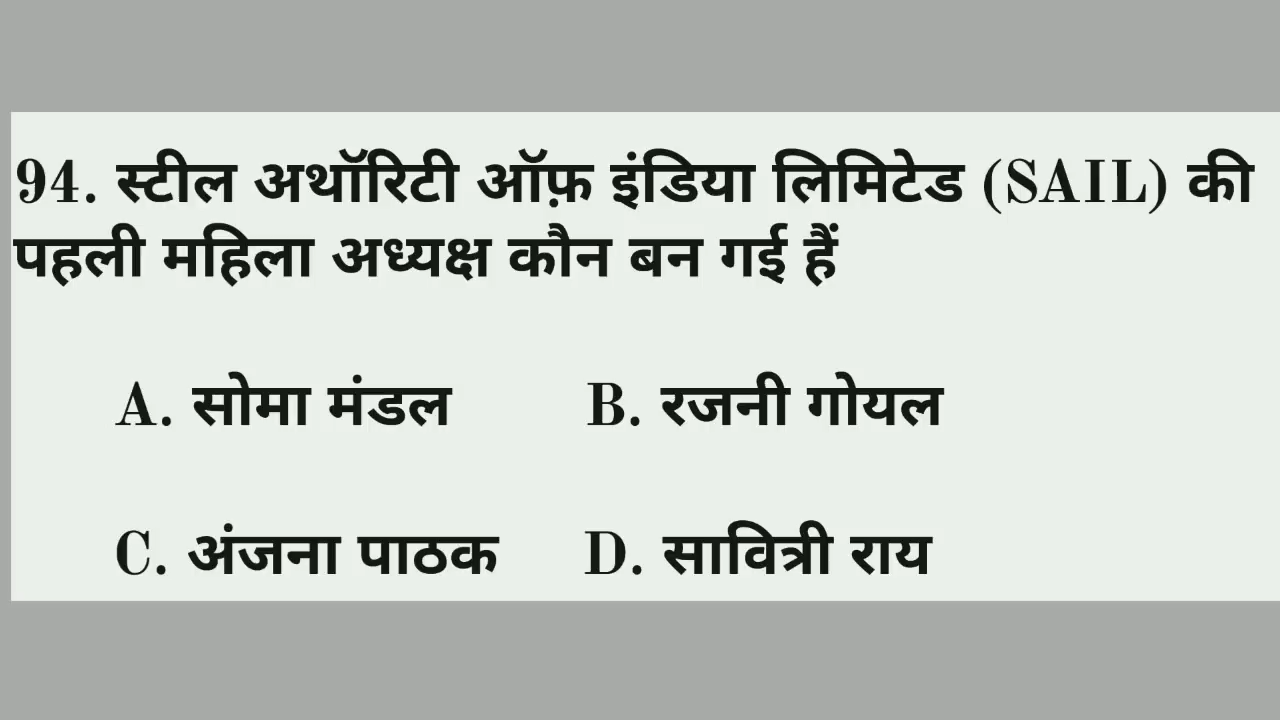 94. स्टील अथॉरिटी ऑफ़ इंडिया लिमिटेड (SAIL) की
पहली महिला अध्यक्ष कौन बन गई हैं
A. सोमा मंडल B. रजनी गोयल
C. अंजना पाठक D. सावित्री राय